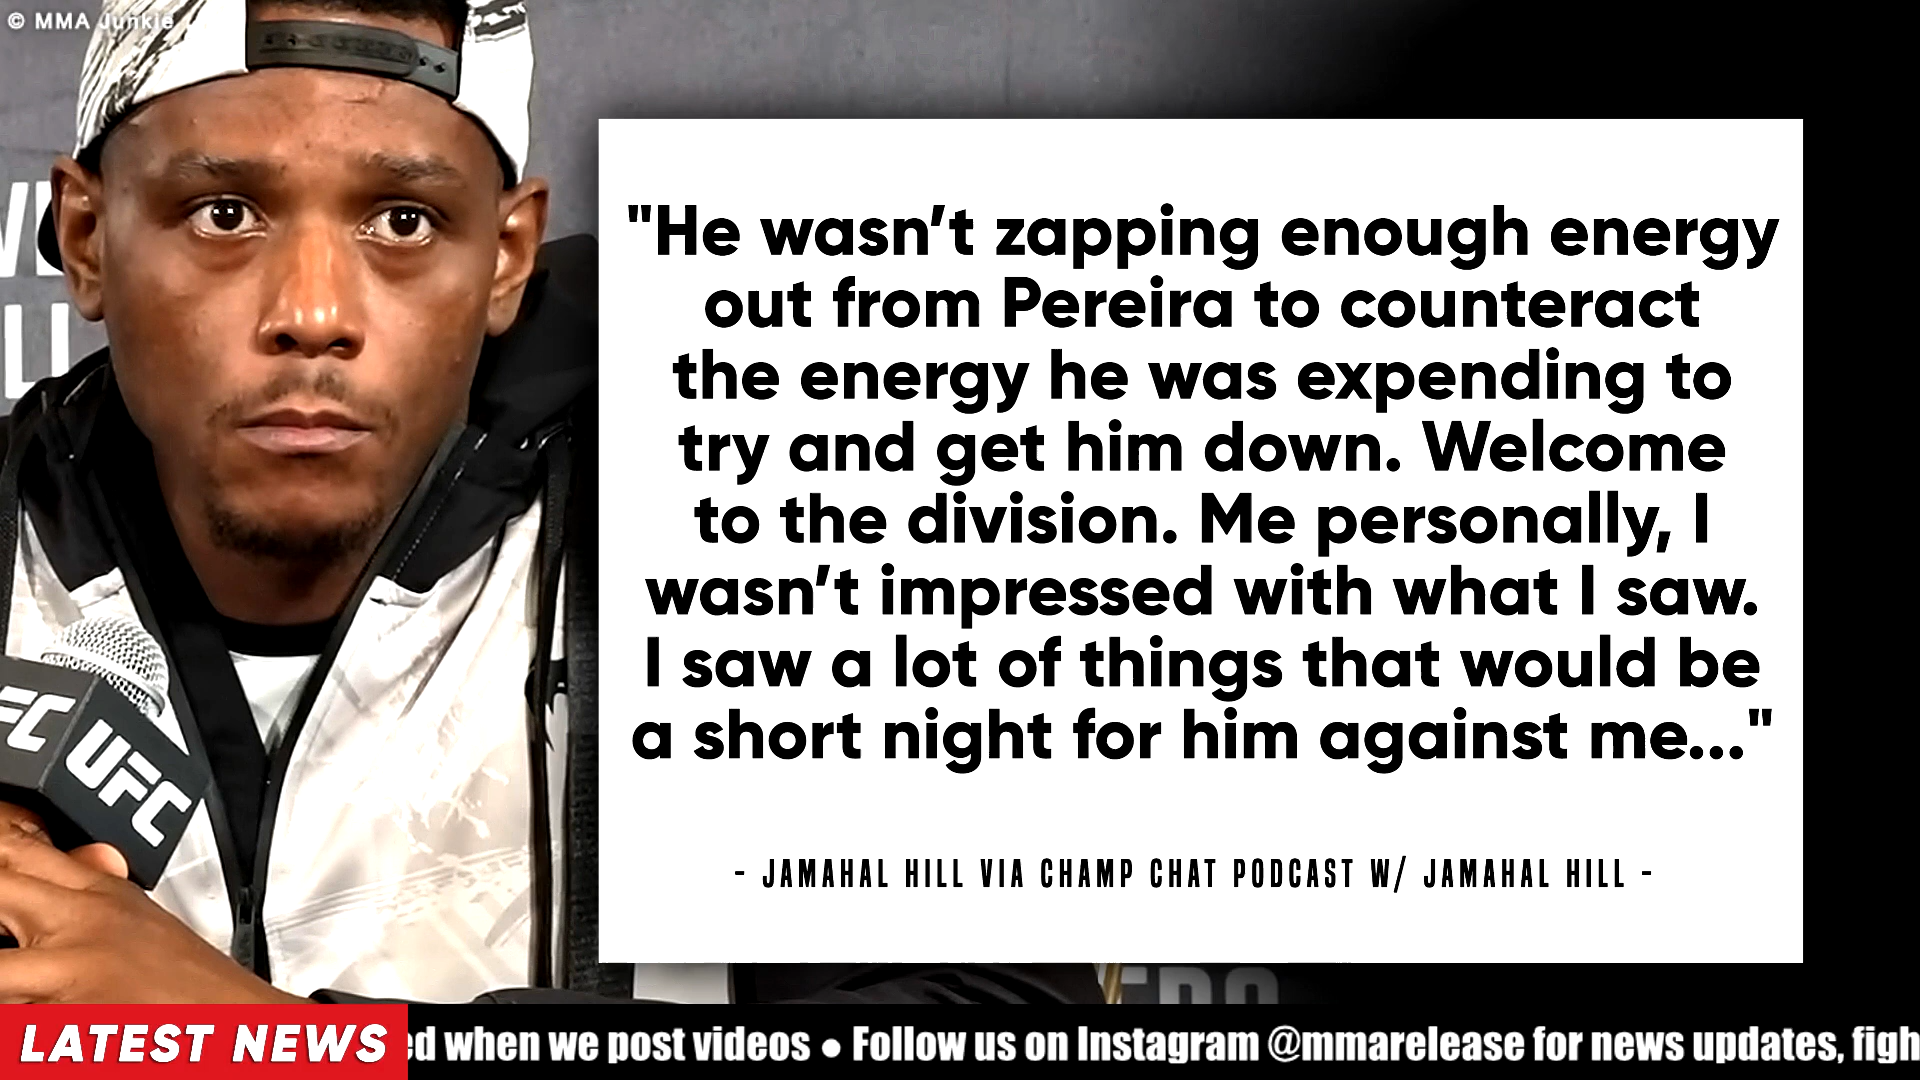 © MMA Junkie
"He wasn’t zapping enough energy
out from Pereira to counteract
the energy he was expending to
try and get him down. Welcome
to the division. Me personally, I
wasn’t impressed with what I saw.
I saw a lot of things that would be
a short night for him against me..."
- JAMAHAL HILL VIA CHAMP CHAT PODCAST W/ JAMAHAL HILL -
UFC
LATEST NEWS
ed when we post videos ● Follow us on Instagram @mmarelease for news updates, figh